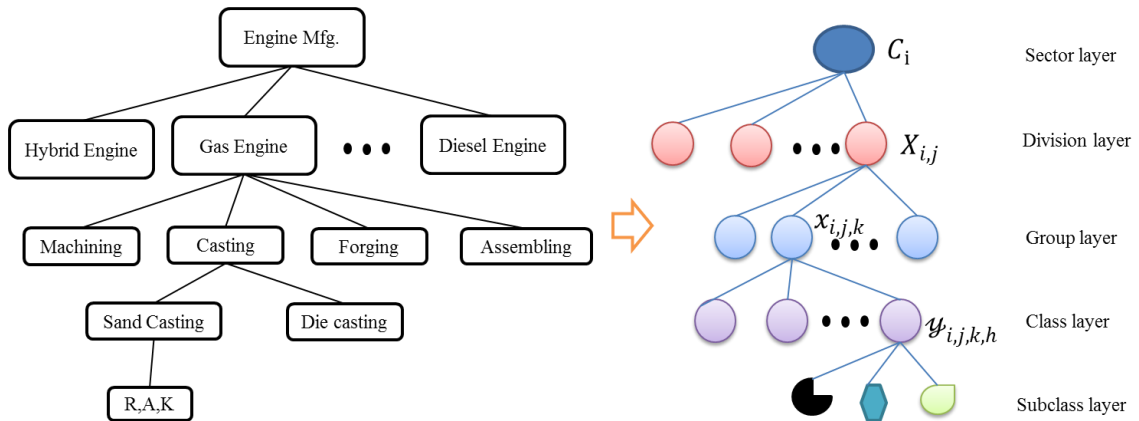 Engine Mfg.
Hybrid Engine
Gas Engine
Diesel Engine
Machining
Casting
Forging
Assembling
Sand Casting
Die casting
R,A,K
C_i
Sector layer
X_{i,j}
Division layer
x_{i,j,k}
Group layer
y_{i,j,k,h}
Class layer
Subclass layer